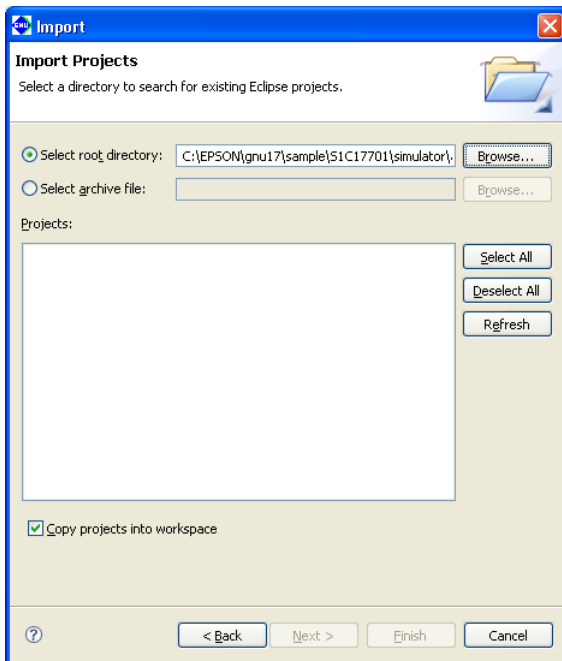 GNU Import
Import Projects
Select a directory to search for existing Eclipse projects.
Select root directory: C:\EPSON\gnu17\sample\S1C17701\simulator\. Browse...
Select archive file: Browse...
Projects:
Select All
Deselect All
Refresh
Copy projects into workspace
? < Back Next > Finish Cancel